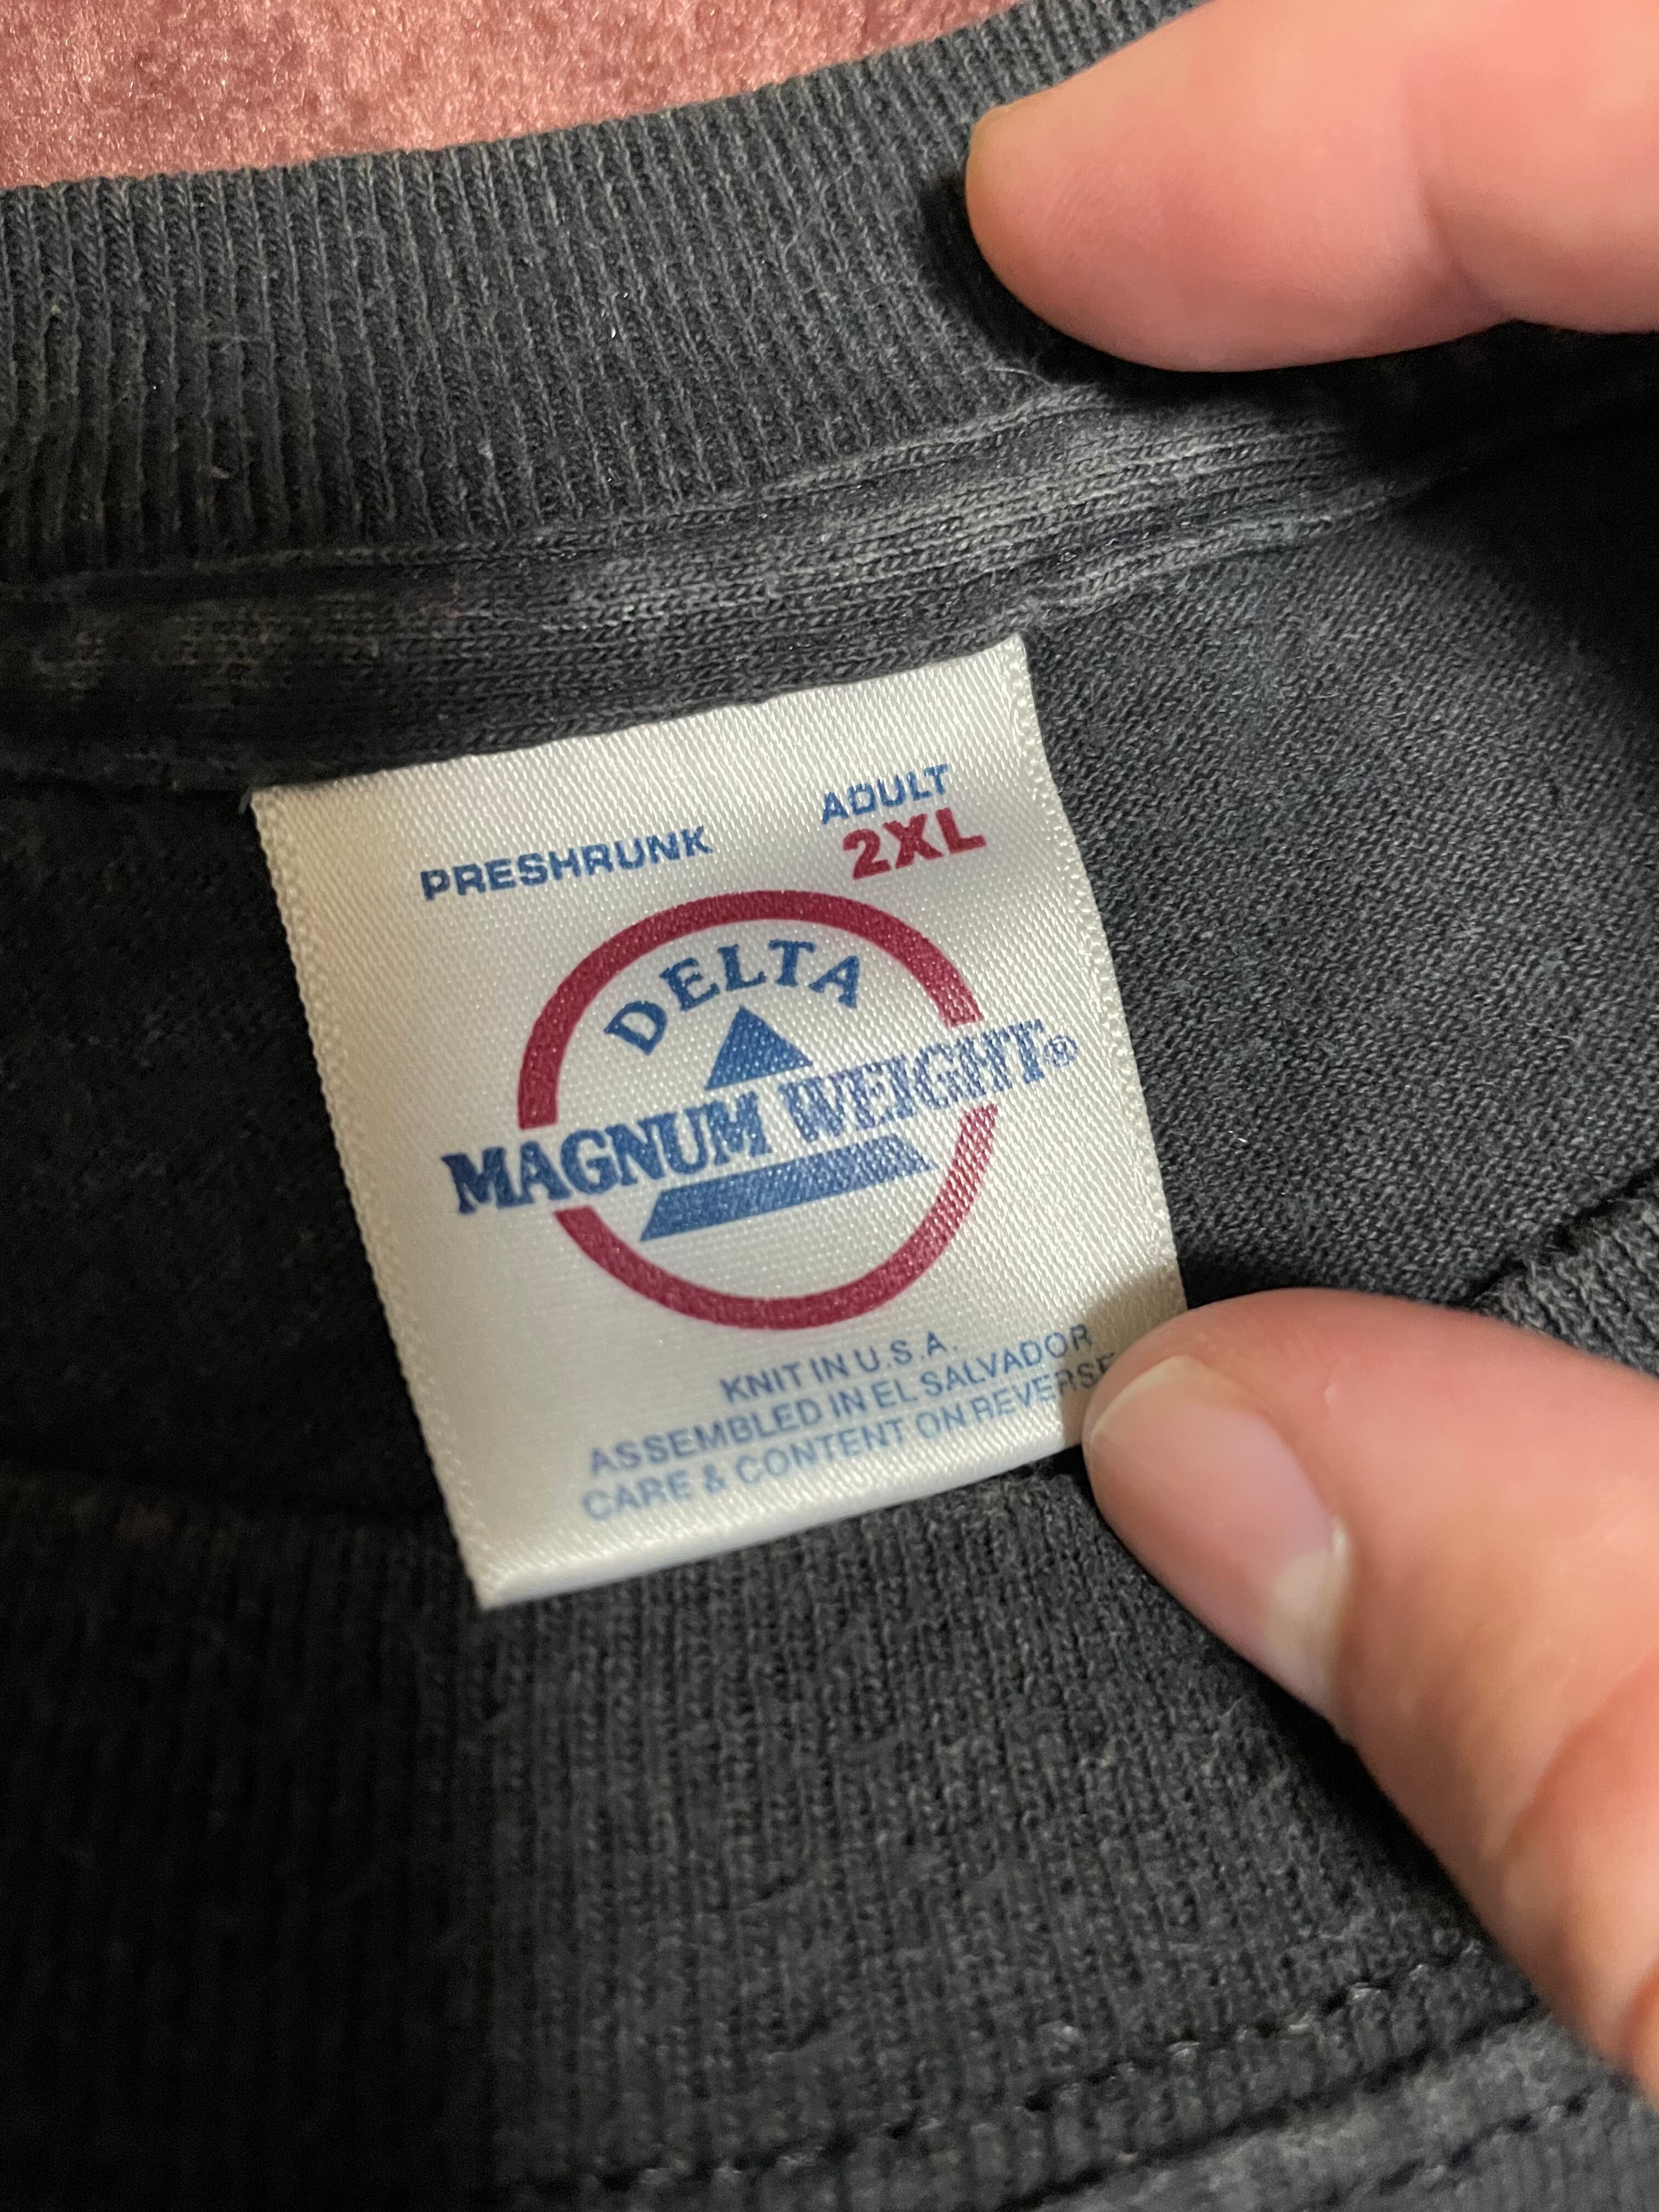 PRESHRUNK
ADULT
2XL
DELTA
MAGNUM WEIGHT®
KNIT IN U.S.A.
ASSEMBLED IN EL SALVADOR
CARE & CONTENT ON REVERSE